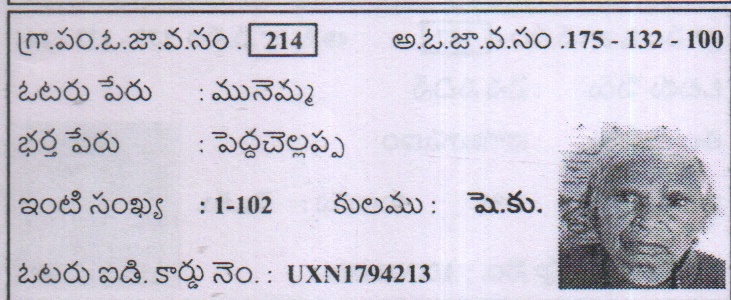 గ్రా.పం.ఓ.జా.వ.సం. 214 అ.ఓ.జా.వ.సం .175 - 132 - 100
ఓటరు పేరు : మునెమ్మ
భర్త పేరు : పెద్దచెల్లప్ప
ఇంటి సంఖ్య : 1-102 కులము : షె.కు.
ఓటరు ఐడి. కార్డు నెం. : UXN1794213